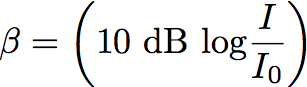 β = (10 dB log I/I₀)